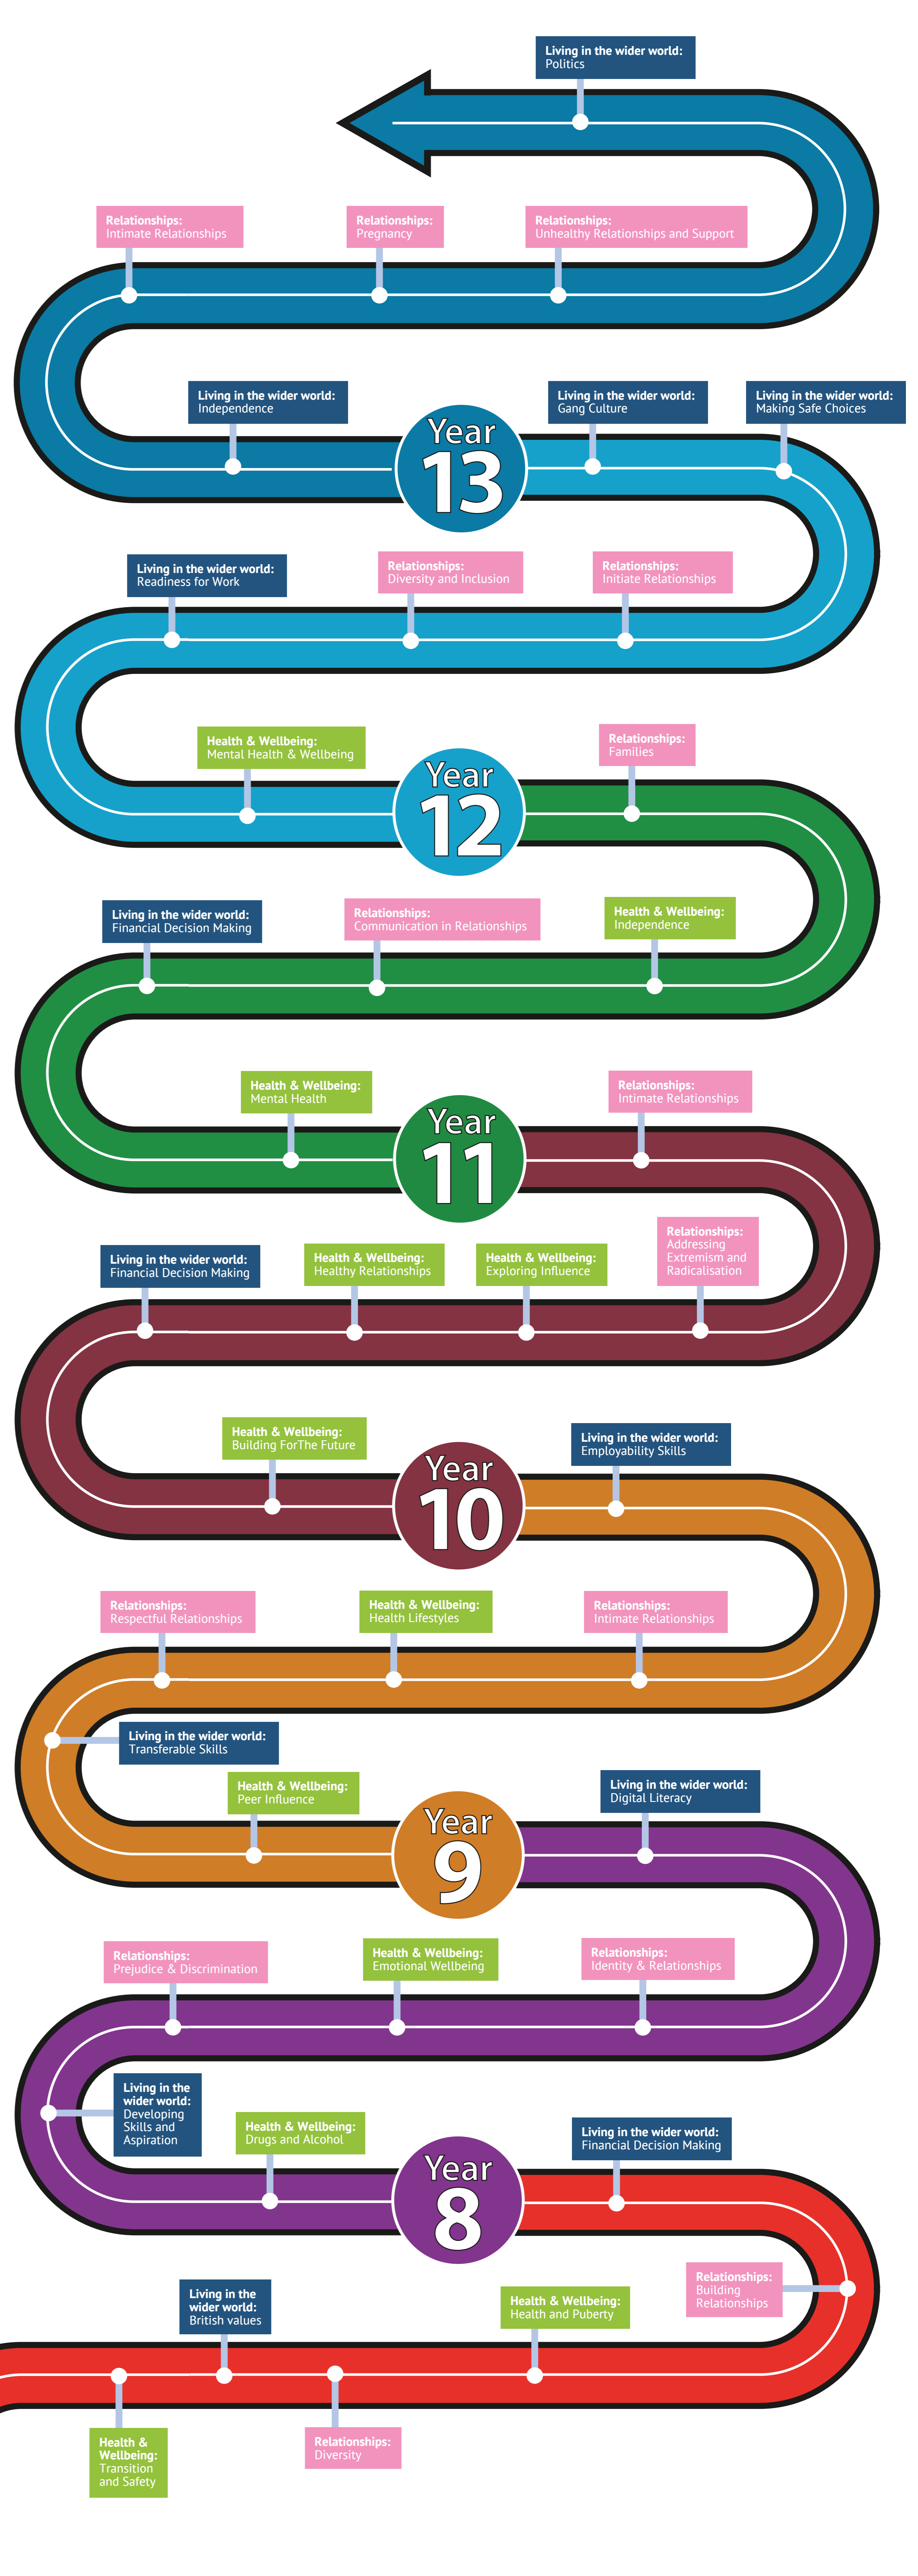 Living in the wider world:
Politics
Relationships:
Intimate Relationships
Relationships:
Pregnancy
Relationships:
Unhealthy Relationships and Support
Living in the wider world:
Independence
Year
13
Living in the wider world:
Gang Culture
Living in the wider world:
Making Safe Choices
Living in the wider world:
Readiness for Work
Relationships:
Diversity and Inclusion
Relationships:
Initiate Relationships
Health & Wellbeing:
Mental Health & Wellbeing
Year
12
Relationships:
Families
Living in the wider world:
Financial Decision Making
Relationships:
Communication in Relationships
Health & Wellbeing:
Independence
Health & Wellbeing:
Mental Health
Year
11
Relationships:
Intimate Relationships
Living in the wider world:
Financial Decision Making
Health & Wellbeing:
Healthy Relationships
Health & Wellbeing:
Exploring Influence
Relationships:
Addressing
Extremism and
Radicalisation
Health & Wellbeing:
Building ForThe Future
Year
10
Living in the wider world:
Employability Skills
Relationships:
Respectful Relationships
Health & Wellbeing:
Health Lifestyles
Relationships:
Intimate Relationships
Living in the wider world:
Transferable Skills
Health & Wellbeing:
Peer Influence
Year
9
Living in the wider world:
Digital Literacy
Relationships:
Prejudice & Discrimination
Health & Wellbeing:
Emotional Wellbeing
Relationships:
Identity & Relationships
Living in the
wider world:
Developing
Skills and
Aspiration
Health & Wellbeing:
Drugs and Alcohol
Year
8
Living in the wider world:
Financial Decision Making
Relationships:
Building
Relationships
Living in the
wider world:
British values
Health & Wellbeing:
Health and Puberty
Health &
Wellbeing:
Transition
and Safety
Relationships:
Diversity